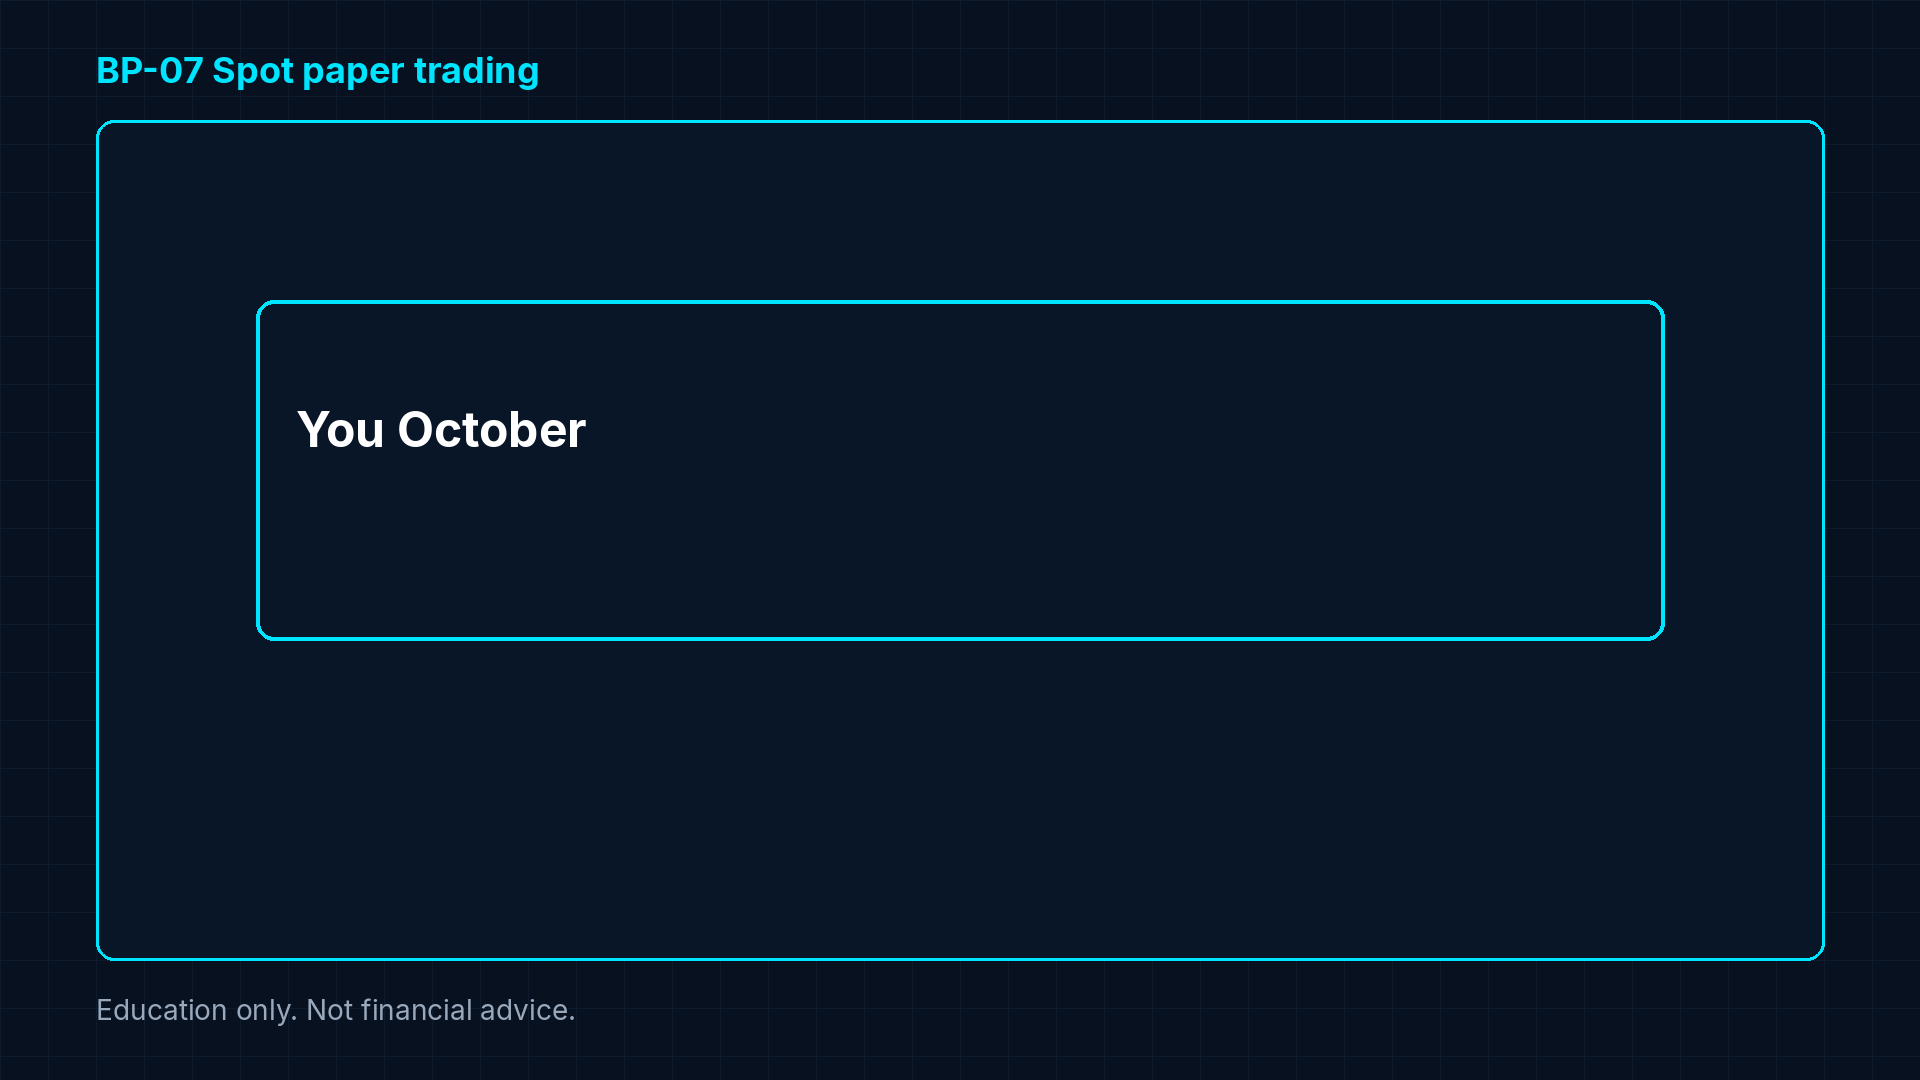 BP-07 Spot paper trading
You October
Education only. Not financial advice.